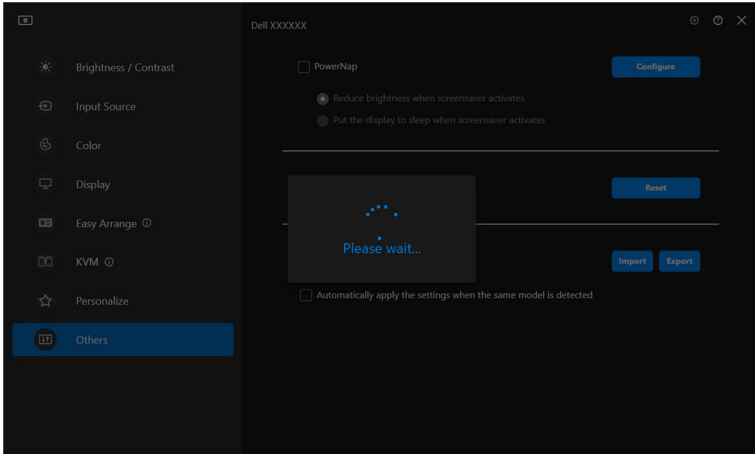 Dell XXXXXX
Brightness / Contrast
Input Source
Color
Display
Easy Arrange
KVM
Personalize
Others
PowerNap
Configure
Reduce brightness when screensaver activates
Put the display to sleep when screensaver activates
Reset
Please wait...
Import Export
Automatically apply the settings when the same model is detected